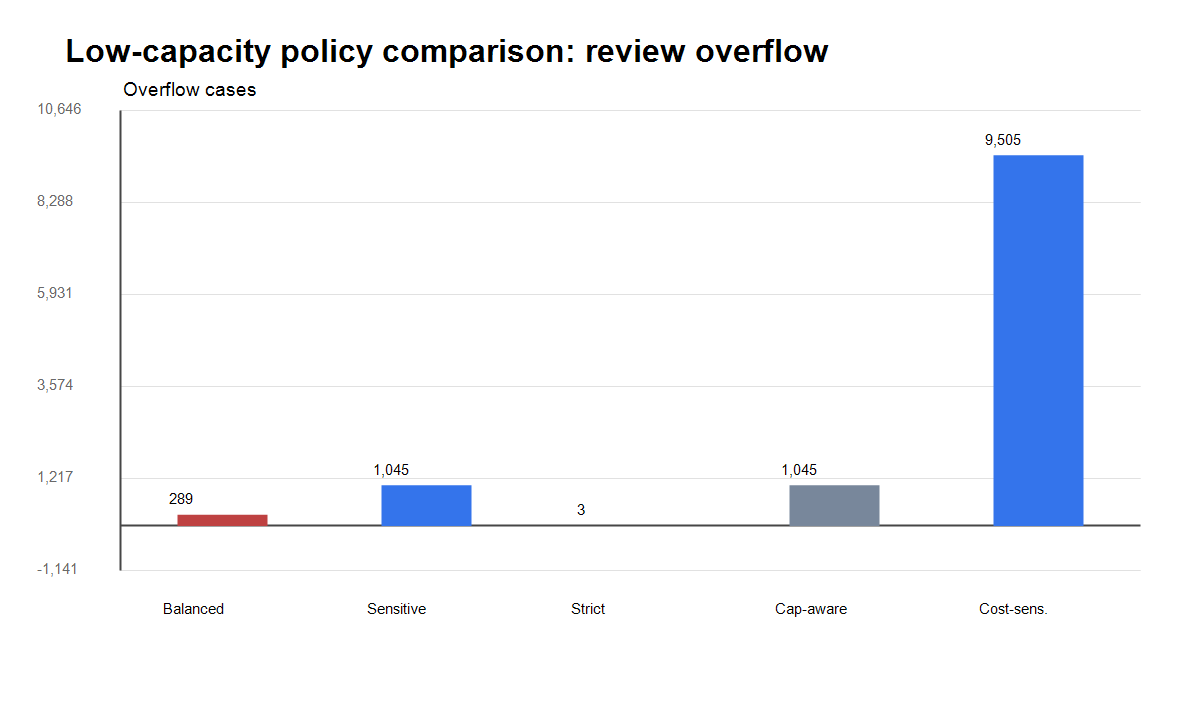 Low-capacity policy comparison: review overflow
Overflow cases
10,646
8,288
5,931
3,574
1,217
-1,141
289
1,045
3
1,045
9,505
Balanced
Sensitive
Strict
Cap-aware
Cost-sens.